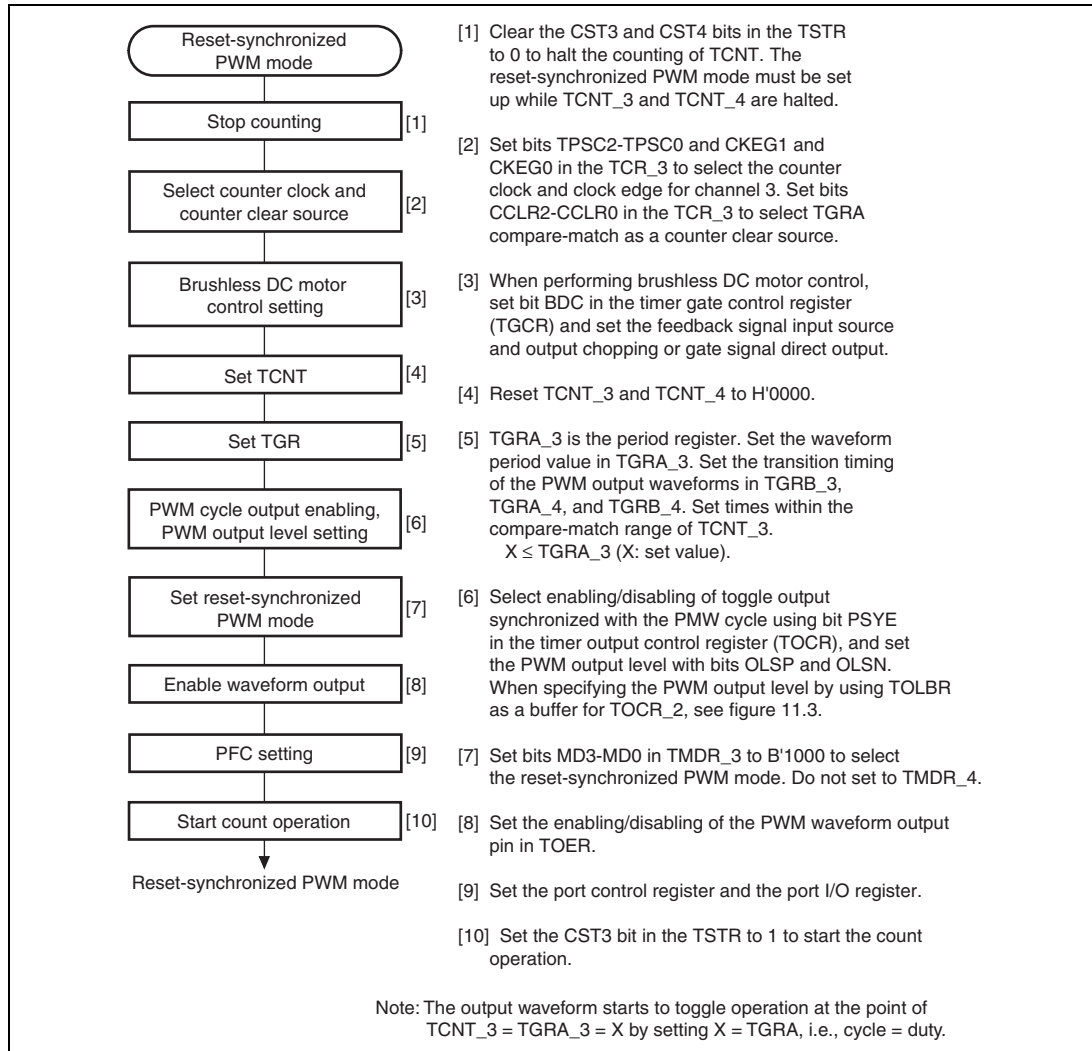 Reset-synchronized
PWM mode
Stop counting
[1]
Select counter clock and
counter clear source
[2]
Brushless DC motor
control setting
[3]
Set TCNT
[4]
Set TGR
[5]
PWM cycle output enabling,
PWM output level setting
[6]
Set reset-synchronized
PWM mode
[7]
Enable waveform output
[8]
PFC setting
[9]
Start count operation
[10]
Reset-synchronized PWM mode
[1] Clear the CST3 and CST4 bits in the TSTR
to 0 to halt the counting of TCNT. The
reset-synchronized PWM mode must be set
up while TCNT_3 and TCNT_4 are halted.
[2] Set bits TPSC2-TPSC0 and CKEG1 and
CKEG0 in the TCR_3 to select the counter
clock and clock edge for channel 3. Set bits
CCLR2-CCLR0 in the TCR_3 to select TGRA
compare-match as a counter clear source.
[3] When performing brushless DC motor control,
set bit BDC in the timer gate control register
(TGCR) and set the feedback signal input source
and output chopping or gate signal direct output.
[4] Reset TCNT_3 and TCNT_4 to H'0000.
[5] TGRA_3 is the period register. Set the waveform
period value in TGRA_3. Set the transition timing
of the PWM output waveforms in TGRB_3,
TGRA_4, and TGRB_4. Set times within the
compare-match range of TCNT_3.
X ≤ TGRA_3 (X: set value).
[6] Select enabling/disabling of toggle output
synchronized with the PMW cycle using bit PSYE
in the timer output control register (TOCR), and set
the PWM output level with bits OLSP and OLSN.
When specifying the PWM output level by using TOLBR
as a buffer for TOCR_2, see figure 11.3.
[7] Set bits MD3-MD0 in TMDR_3 to B'1000 to select
the reset-synchronized PWM mode. Do not set to TMDR_4.
[8] Set the enabling/disabling of the PWM waveform output
pin in TOER.
[9] Set the port control register and the port I/O register.
[10] Set the CST3 bit in the TSTR to 1 to start the count
operation.
Note: The output waveform starts to toggle operation at the point of
TCNT_3 = TGRA_3 = X by setting X = TGRA, i.e., cycle = duty.